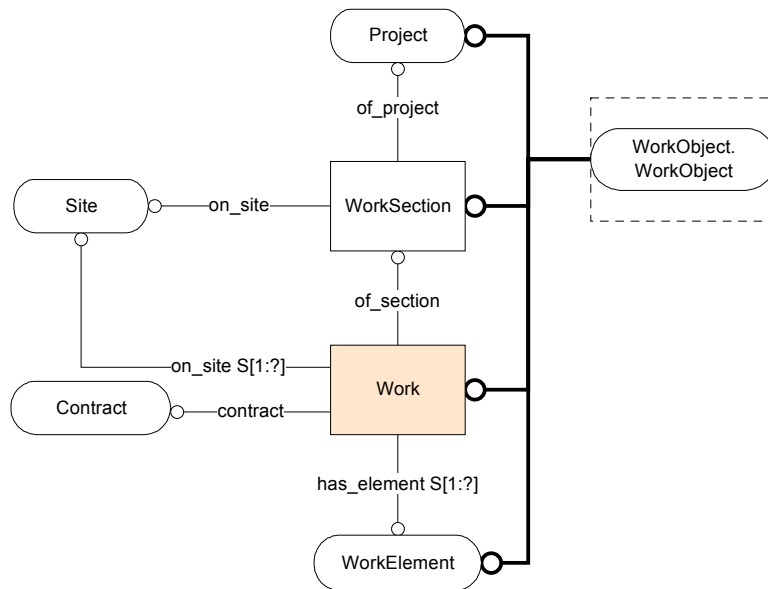 Project
of_project
WorkObject.
WorkObject
Site
on_site
WorkSection
of_section
on_site S[1:?]
Work
Contract
contract
has_element S[1:?]
WorkElement